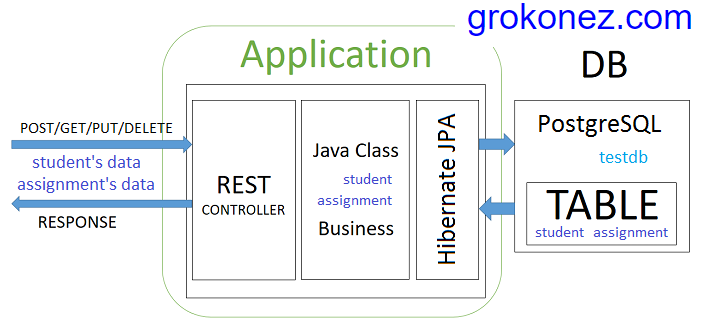 grokonez.com
Application
DB
POST/GET/PUT/DELETE
student's data
assignment's data
RESPONSE
REST
CONTROLLER
Java Class
student
assignment
Business
Hibernate JPA
PostgreSQL
testdb
TABLE
student assignment